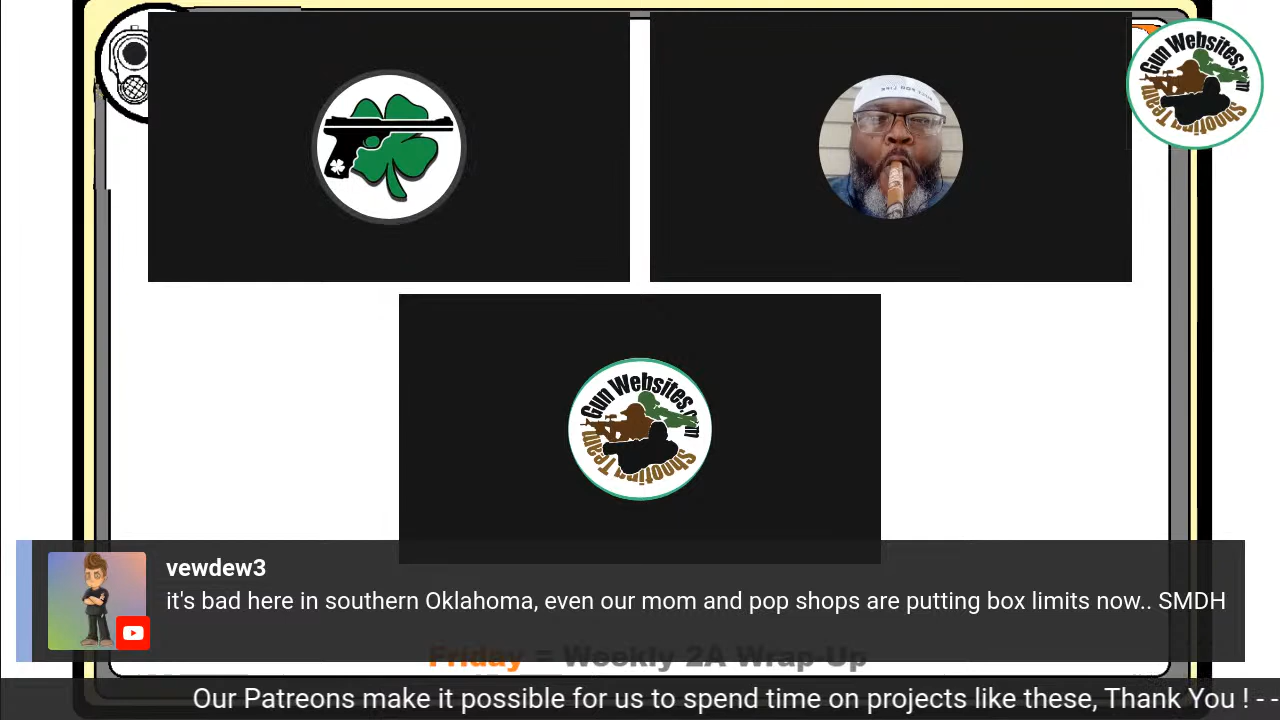 Gun Websites.com
Shooting Team
Gun Websites.com
Shooting Team
vewdew3
it's bad here in southern Oklahoma, even our mom and pop shops are putting box limits now.. SMDH
Friday = Weekly 2A Wrap-Up
Our Patreons make it possible for us to spend time on projects like these, Thank You ! - -